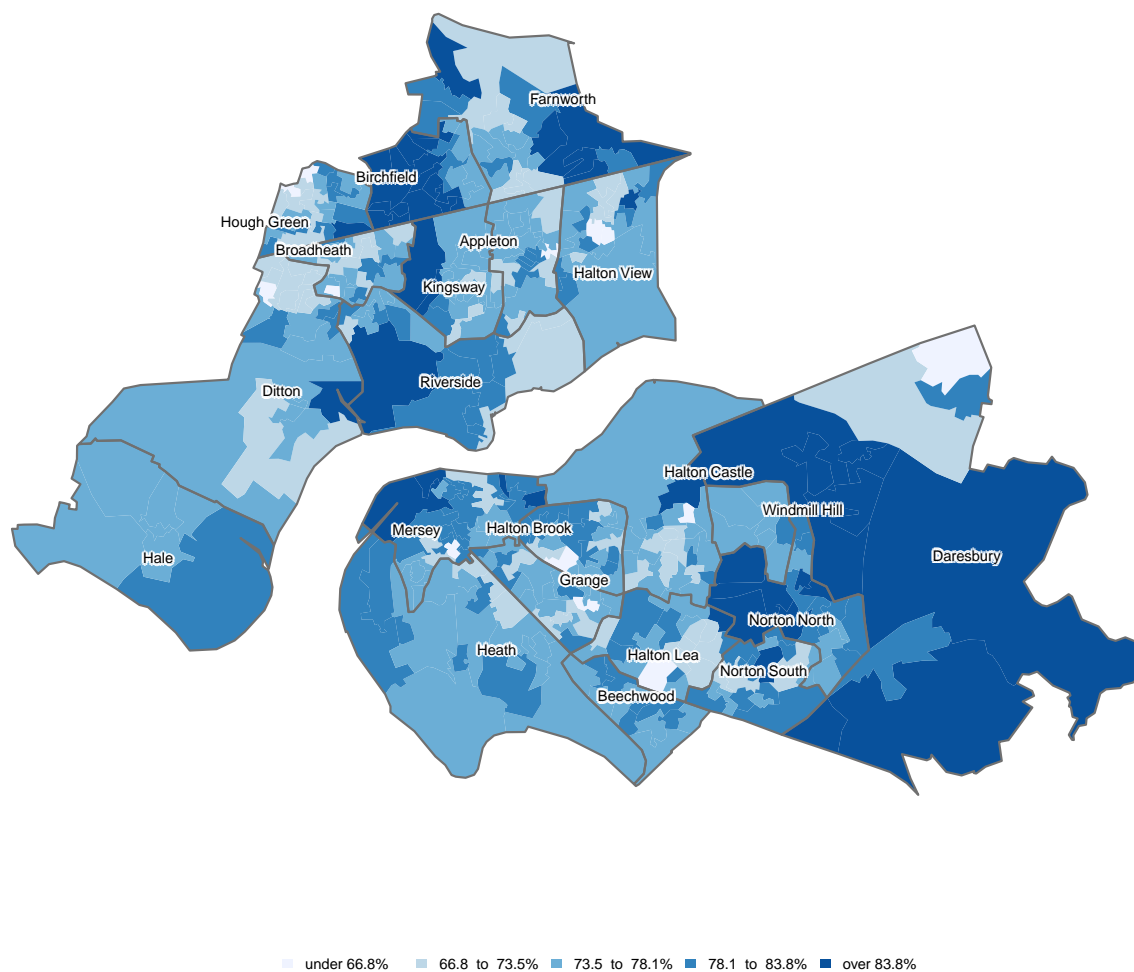 Farnworth
Birchfield
Hough Green
Broadheath
Appleton
Halton View
Kingsway
Ditton
Riverside
Halton Castle
Windmill Hill
Mersey
Halton Brook
Hale
Grange
Daresbury
Norton North
Heath
Halton Lea
Norton South
Beechwood
under 66.8% 66.8 to 73.5% 73.5 to 78.1% 78.1 to 83.8% over 83.8%